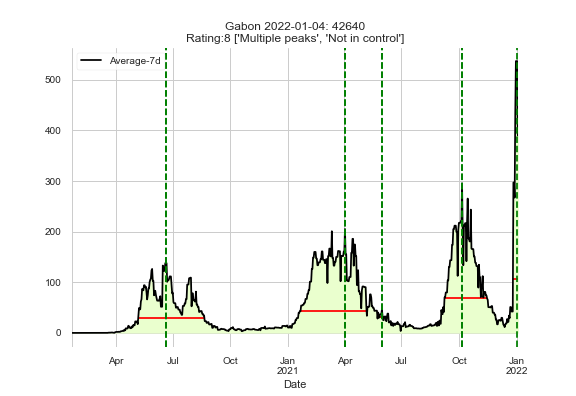 Gabon 2022-01-04: 42640
Rating:8 ['Multiple peaks', 'Not in control']
Average-7d
500
400
300
200
100
0
Apr Jul Oct Jan Apr Jul Oct Jan
2021 2022
Date